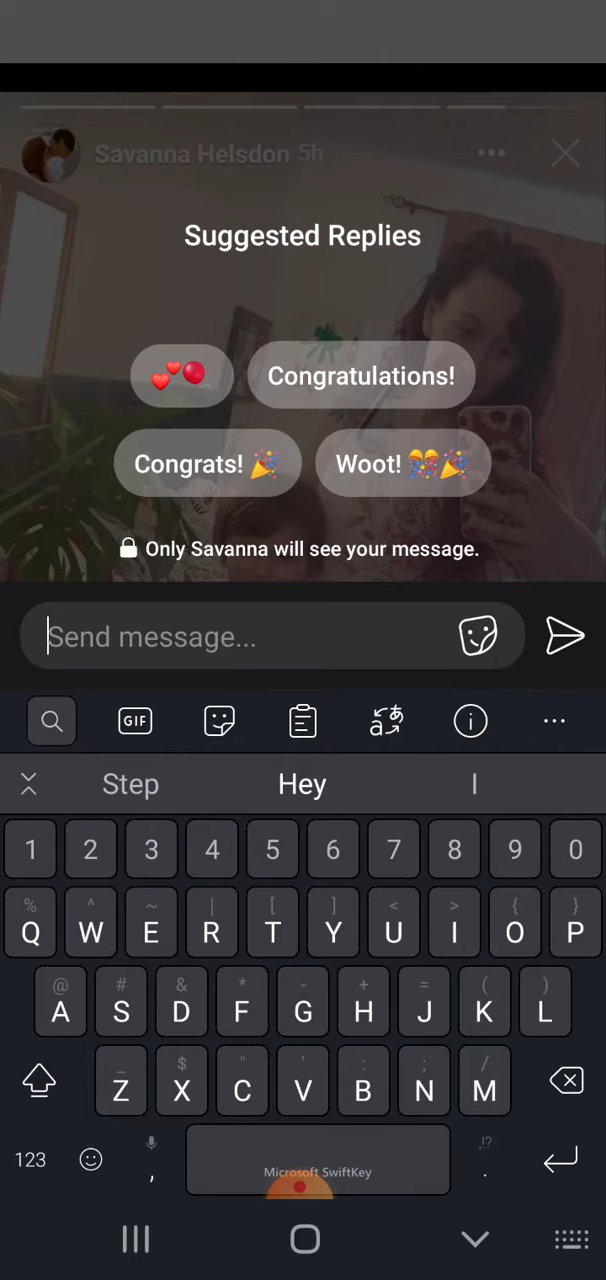 Savanna Helsdon 5h
Suggested Replies
💕🎈 Congratulations!
Congrats! 🎉 Woot! 🎊🎉
Only Savanna will see your message.
Send message...
GIF
Step Hey I
1 2 3 4 5 6 7 8 9 0
% ^ ~ | [ ] < > { }
Q W E R T Y U I O P
@ # & * - + = ( )
A S D F G H J K L
_ $ " ' : ; /
Z X C V B N M
123 , Microsoft SwiftKey ,!? .